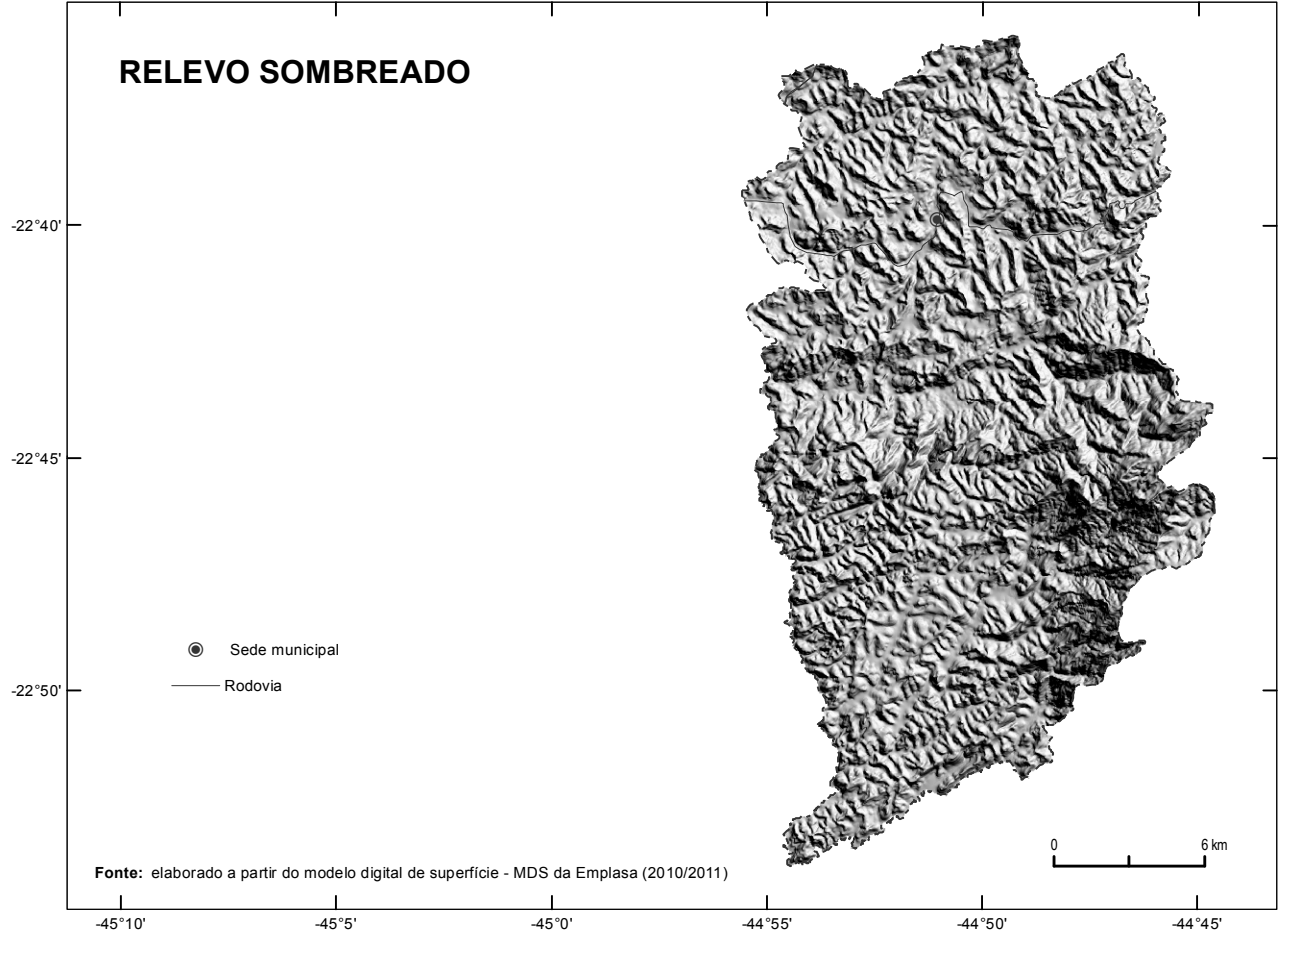 RELEVO SOMBREADO
-22°40'
-22°45'
Sede municipal
Rodovia
-22°50'
0 6 km
Fonte: elaborado a partir do modelo digital de superfície - MDS da Emplasa (2010/2011)
-45°10' -45°5' -45°0' -44°55' -44°50' -44°45'